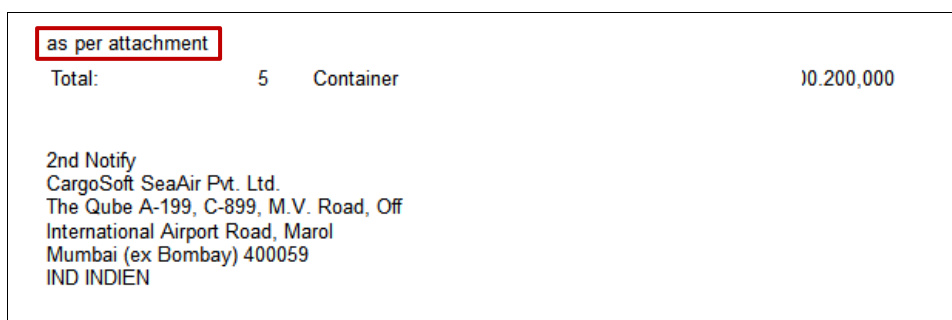 as per attachment
Total: 5 Container 00.200,000
2nd Notify
CargoSoft SeaAir Pvt. Ltd.
The Qube A-199, C-899, M.V. Road, Off
International Airport Road, Marol
Mumbai (ex Bombay) 400059
IND INDIEN